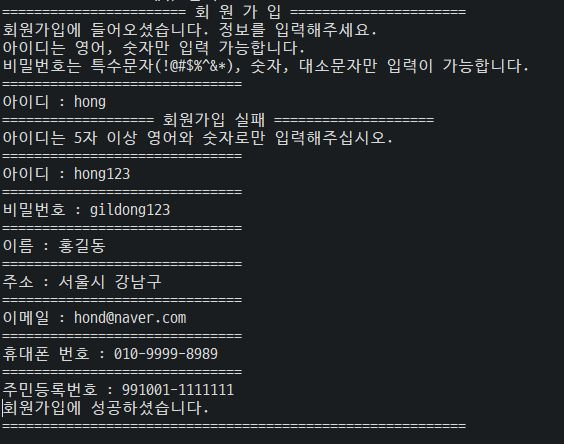 ======================= 회 원 가 입 ======================
회원가입에 들어오셨습니다. 정보를 입력해주세요.
아이디는 영어, 숫자만 입력 가능합니다.
비밀번호는 특수문자(!@#$%^&*), 숫자, 대소문자만 입력이 가능합니다.
==============================
아이디 : hong
=================== 회원가입 실패 ====================
아이디는 5자 이상 영어와 숫자로만 입력해주십시오.
==============================
아이디 : hong123
==============================
비밀번호 : gildong123
==============================
이름 : 홍길동
==============================
주소 : 서울시 강남구
==============================
이메일 : hond@naver.com
==============================
휴대폰 번호 : 010-9999-8989
==============================
주민등록번호 : 991001-1111111
회원가입에 성공하셨습니다.
==========================================================